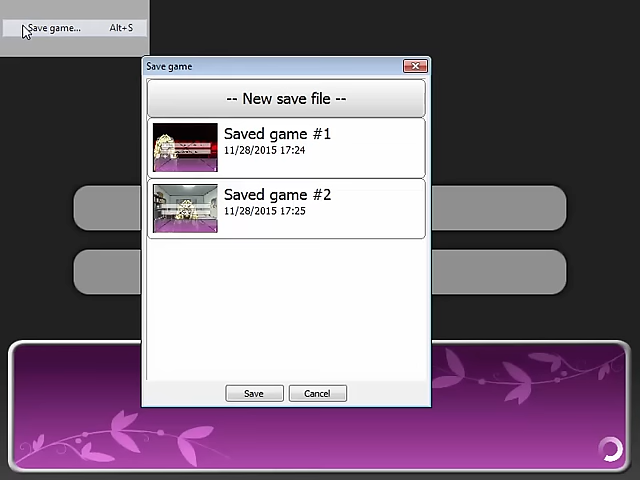 Save game... Alt+S
Save game
-- New save file --
Saved game #1
11/28/2015 17:24
Saved game #2
11/28/2015 17:25
Save Cancel